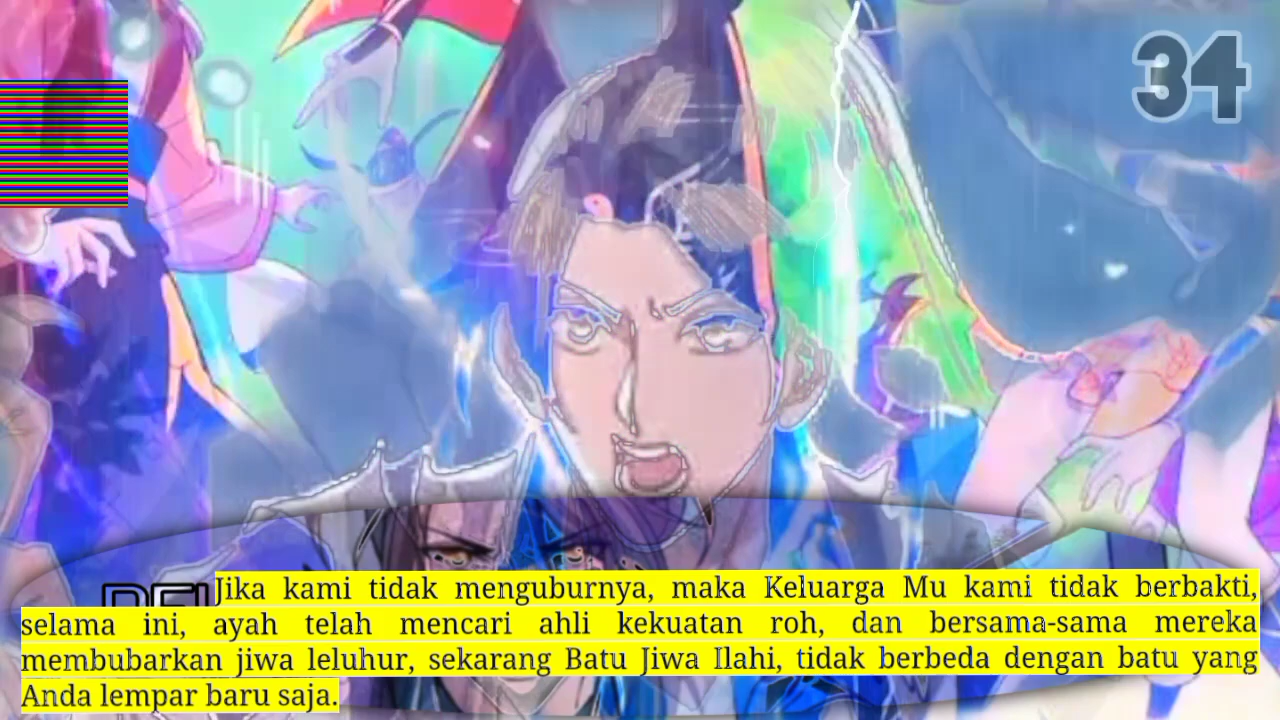 34
Jika kami tidak menguburnya, maka Keluarga Mu kami tidak berbakti,
selama ini, ayah telah mencari ahli kekuatan roh, dan bersama-sama mereka
membubarkan jiwa leluhur, sekarang Batu Jiwa Ilahi, tidak berbeda dengan batu yang
Anda lempar baru saja.